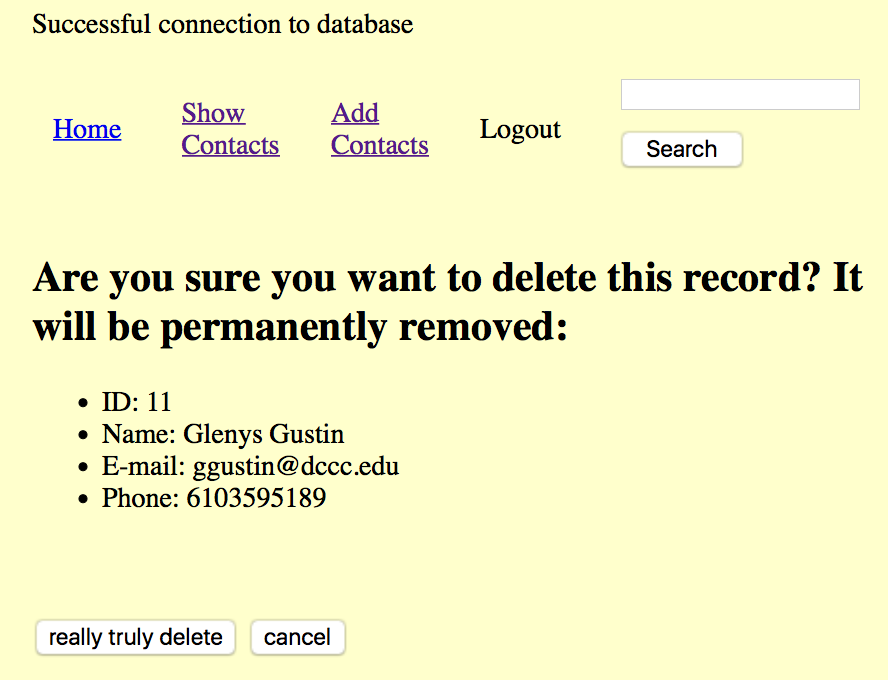 Successful connection to database
Home
Show
Contacts
Add
Contacts
Logout
Search
Are you sure you want to delete this record? It
will be permanently removed:
• ID: 11
• Name: Glenys Gustin
• E-mail: ggustin@dccc.edu
• Phone: 6103595189
really truly delete
cancel